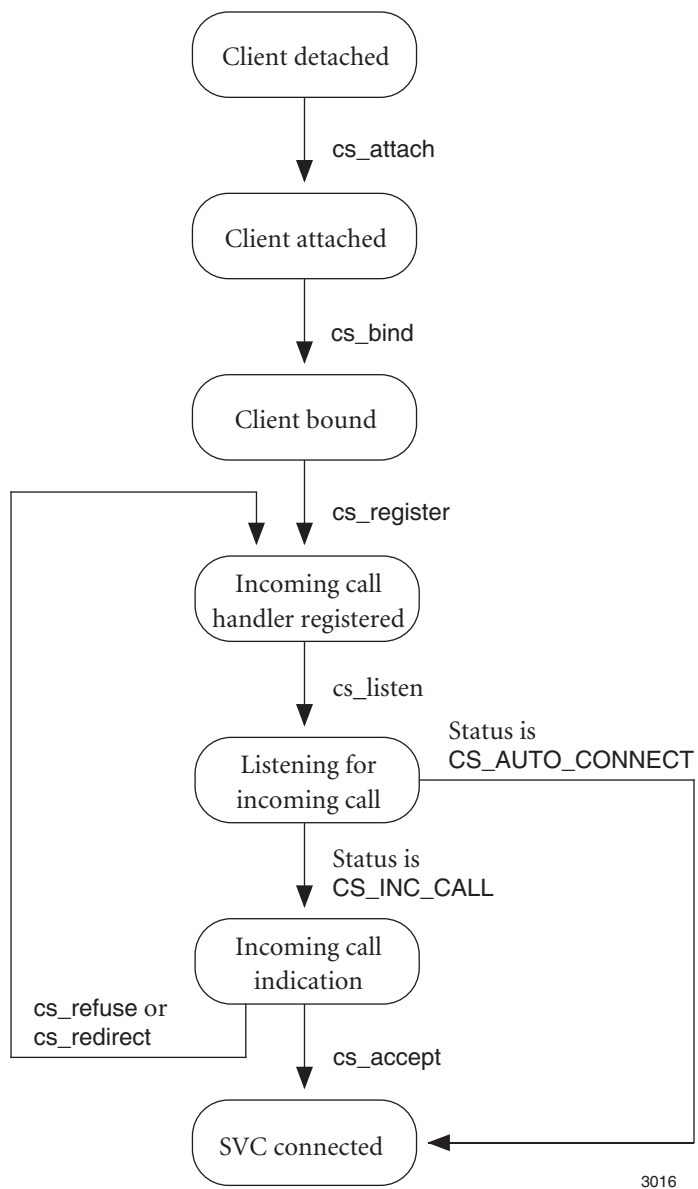 Client detached
cs_attach
Client attached
cs_bind
Client bound
cs_register
Incoming call
handler registered
cs_listen
Listening for
incoming call
Status is
CS_AUTO_CONNECT
Status is
CS_INC_CALL
Incoming call
indication
cs_refuse or
cs_redirect
cs_accept
SVC connected
3016